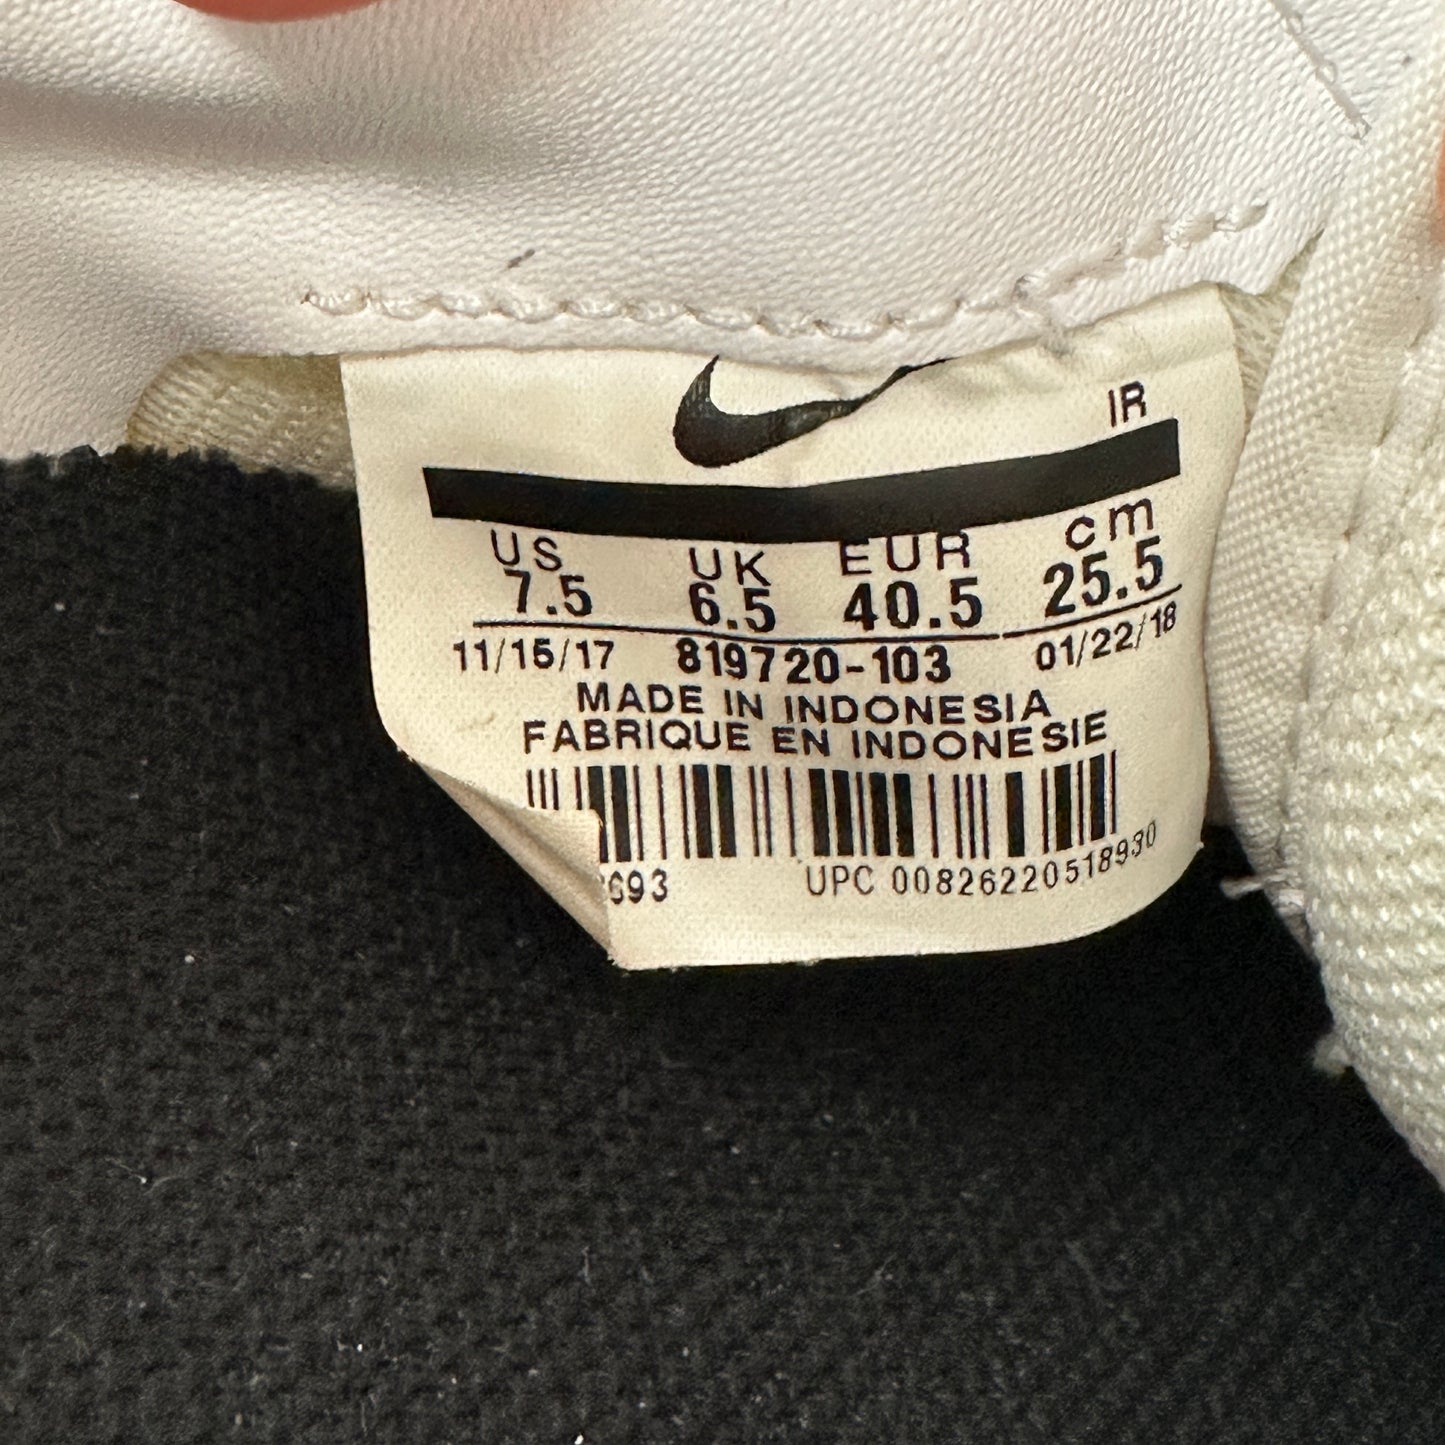 IR
US UK EUR cm
7.5 6.5 40.5 25.5
11/15/17 819720-103 01/22/18
MADE IN INDONESIA
FABRIQUE EN INDONESIE
693 UPC 00826220518930